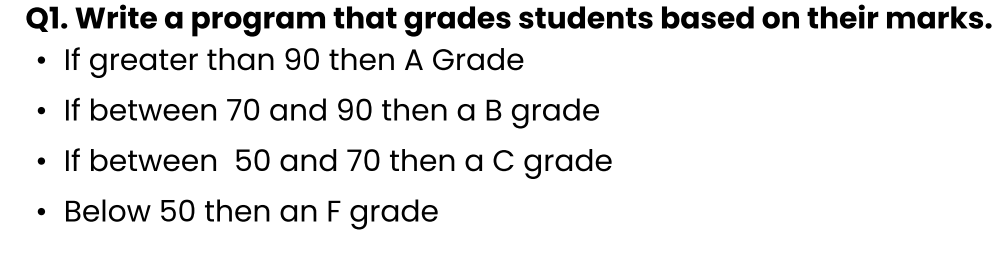 Q1. Write a program that grades students based on their marks.
• If greater than 90 then A Grade
• If between 70 and 90 then a B grade
• If between  50 and 70 then a C grade
• Below 50 then an F grade